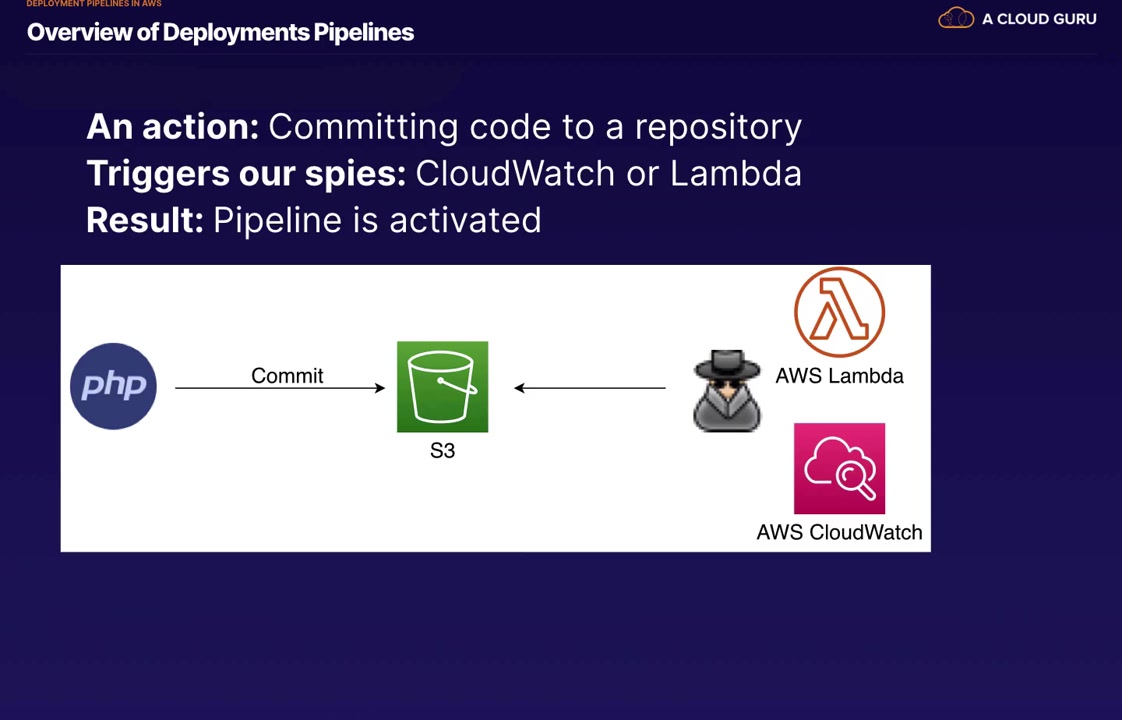 DEPLOYMENT PIPELINES IN AWS
Overview of Deployments Pipelines
A CLOUD GURU
An action: Committing code to a repository
Triggers our spies: CloudWatch or Lambda
Result: Pipeline is activated
php
Commit
S3
AWS Lambda
AWS CloudWatch